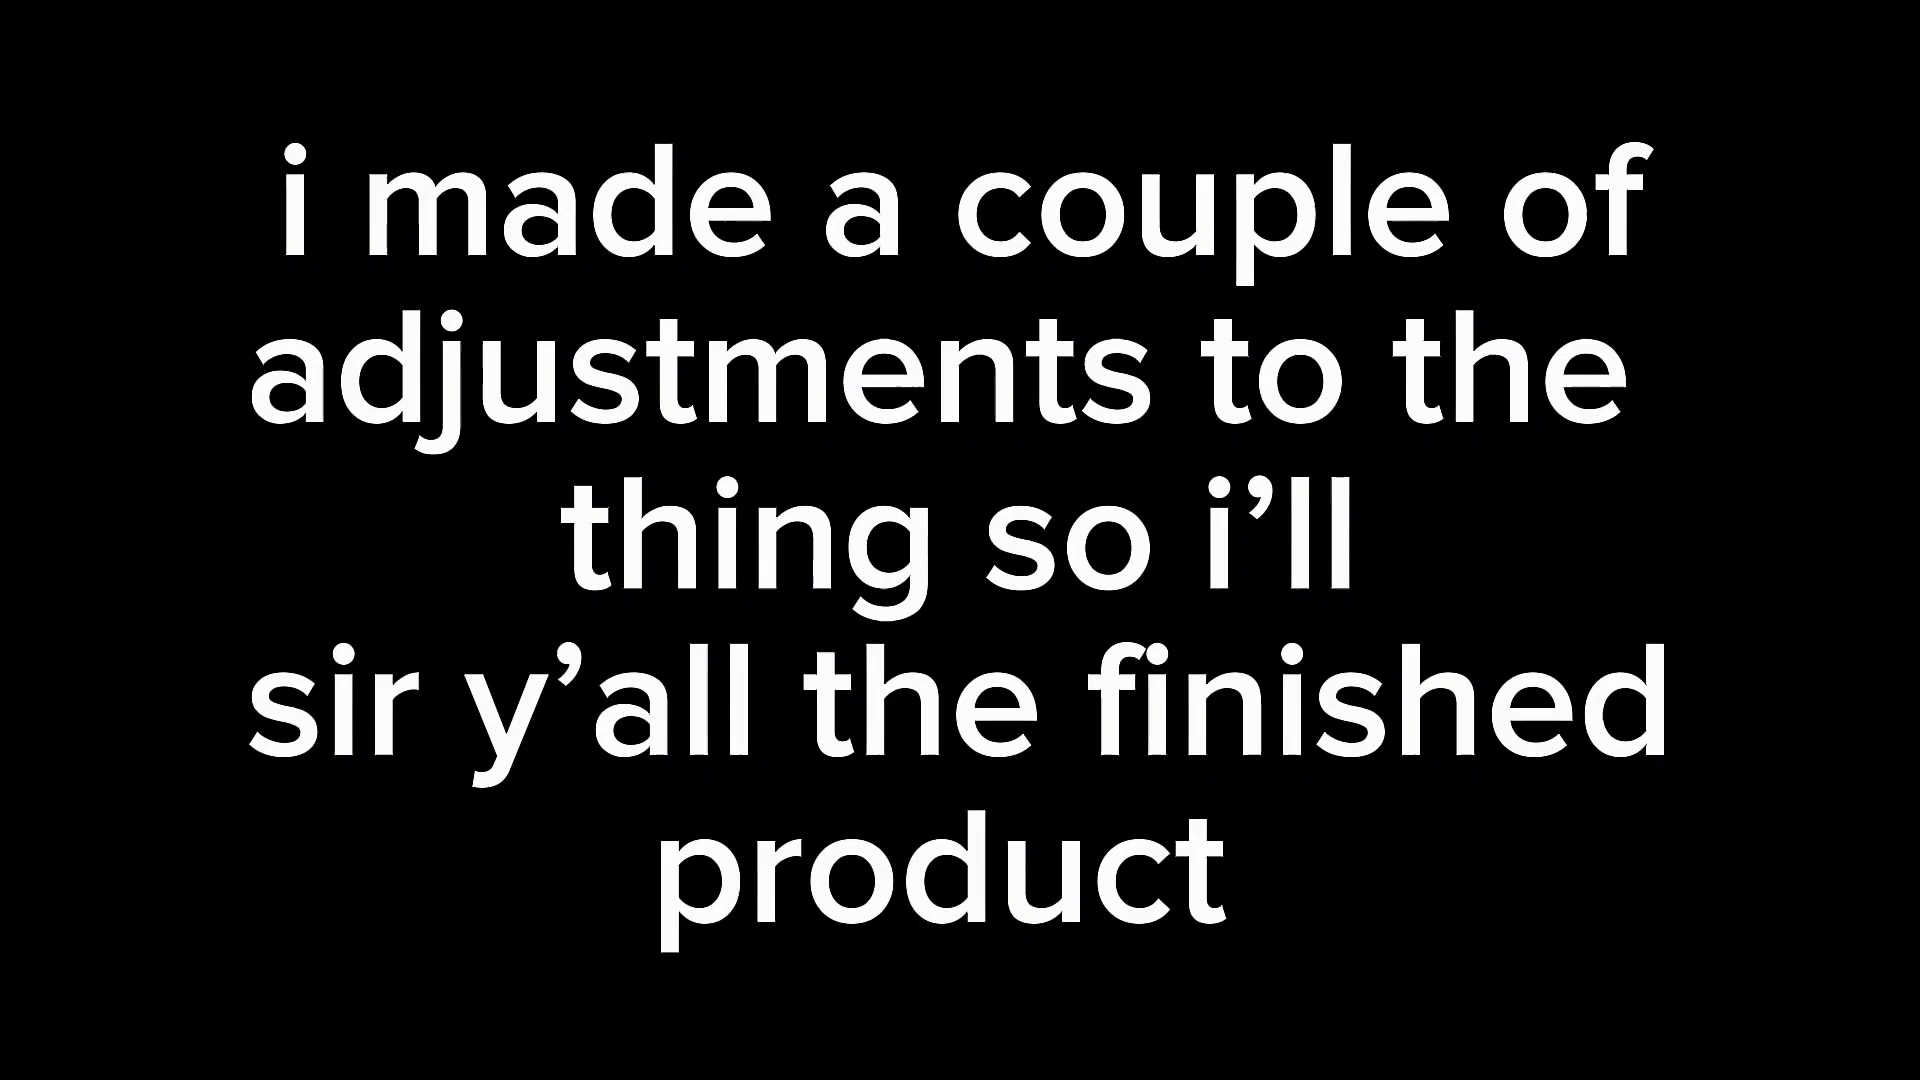 i made a couple of
adjustments to the
thing so i’ll
sir y’all the finished
product